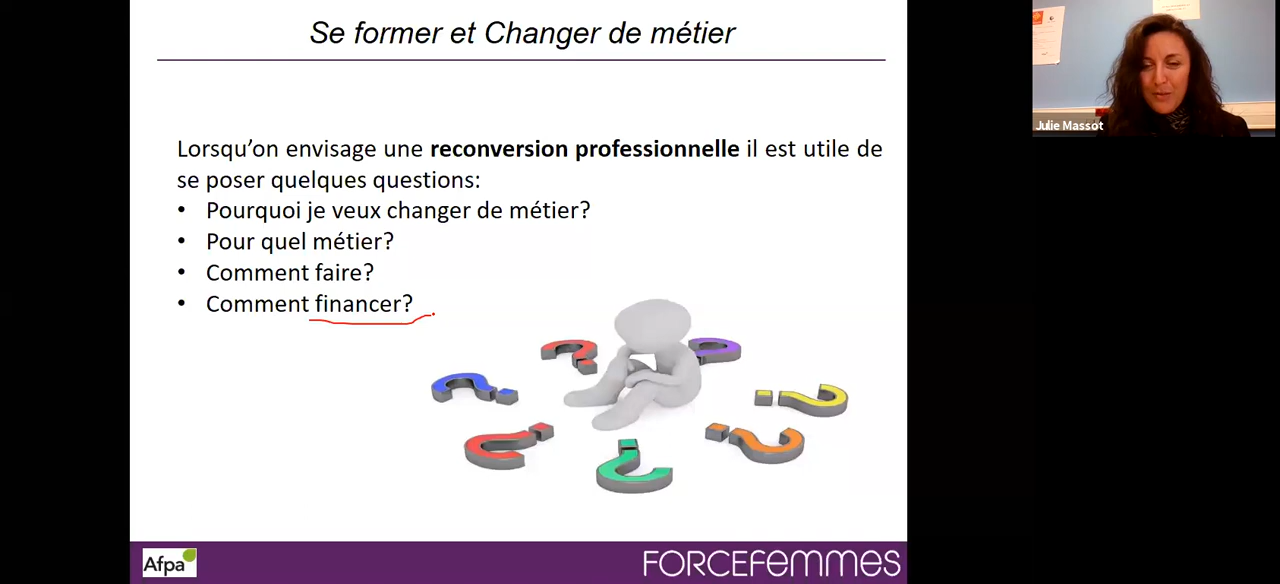 Se former et Changer de métier
Julie Massot
Lorsqu'on envisage une reconversion professionnelle il est utile de
se poser quelques questions:
• Pourquoi je veux changer de métier?
• Pour quel métier?
• Comment faire?
• Comment financer?
Afpa
FORCEFEMMES